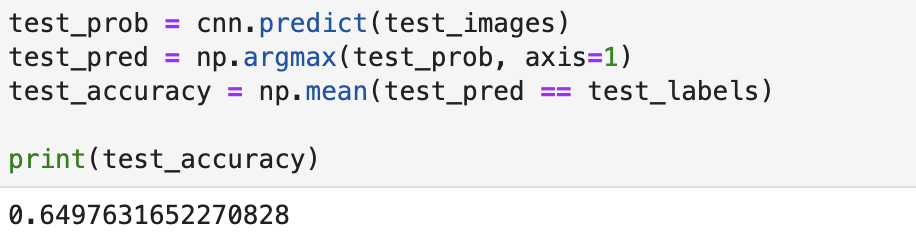 test_prob = cnn.predict(test_images)
test_pred = np.argmax(test_prob, axis=1)
test_accuracy = np.mean(test_pred == test_labels)
print(test_accuracy)
0.6497631652270828